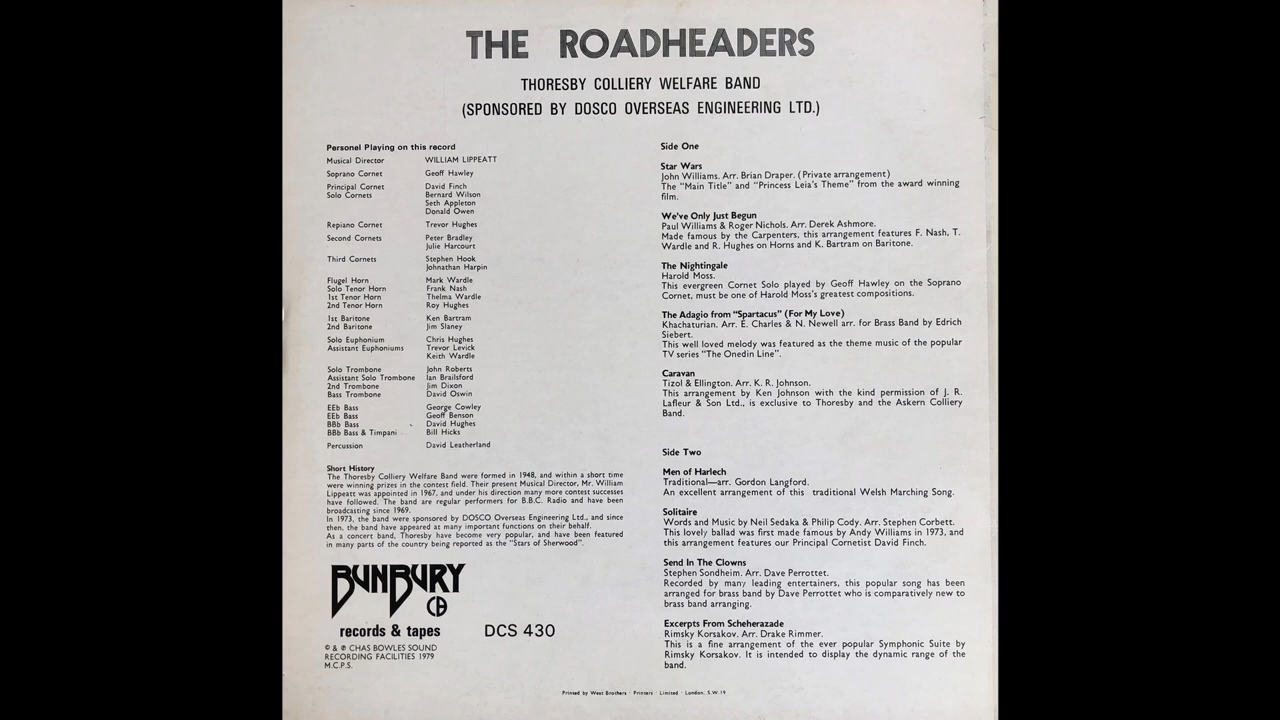 THE ROADHEADERS
THORESBY COLLIERY WELFARE BAND
(SPONSORED BY DOSCO OVERSEAS ENGINEERING LTD.)
Personel Playing on this record
Musical Director WILLIAM LIPPEATT
Soprano Cornet Geoff Hawley
Principal Cornet David Finch
Solo Cornets Bernard Wilson
Seth Appleton
Donald Owen
Repiano Cornet Trevor Hughes
Second Cornets Peter Bradley
Julie Harcourt
Third Cornets Stephen Hook
Johnathan Harpin
Flugel Horn Mark Wardle
Solo Tenor Horn Frank Nash
1st Tenor Horn Thelma Wardle
2nd Tenor Horn Roy Hughes
1st Baritone Ken Bartram
2nd Baritone Jim Slaney
Solo Euphonium Chris Hughes
Assistant Euphoniums Trevor Levick
Keith Wardle
Solo Trombone John Roberts
Assistant Solo Trombone Ian Brailsford
2nd Trombone Jim Dixon
Bass Trombone David Oswin
EEb Bass George Cowley
EEb Bass Geoff Benson
BBb Bass David Hughes
BBb Bass & Timpani Bill Hicks
Percussion David Leatherland
Short History
The Thoresby Colliery Welfare Band were formed in 1948, and within a short time
were winning prizes in the contest field. Their present Musical Director, Mr. William
Lippeatt was appointed in 1967, and under his direction many more contest successes
have followed. The band are regular performers for B.B.C. Radio and have been
broadcasting since 1969.
In 1973, the band were sponsored by DOSCO Overseas Engineering Ltd., and since
then, the band have appeared at many important functions on their behalf.
As a concert band, Thoresby have become very popular, and have been featured
in many parts of the country being reported as the "Stars of Sherwood".
BUNBURY
CB
records & tapes DCS 430
© & ℗ CHAS BOWLES SOUND
RECORDING FACILITIES 1979
M.C.P.S.
Side One
Star Wars
John Williams. Arr. Brian Draper. (Private arrangement)
The "Main Title" and "Princess Leia's Theme" from the award winning
film.
We've Only Just Begun
Paul Williams & Roger Nichols. Arr. Derek Ashmore.
Made famous by the Carpenters, this arrangement features F. Nash, T.
Wardle and R. Hughes on Horns and K. Bartram on Baritone.
The Nightingale
Harold Moss.
This evergreen Cornet Solo played by Geoff Hawley on the Soprano
Cornet, must be one of Harold Moss's greatest compositions.
The Adagio from "Spartacus" (For My Love)
Khachaturian. Arr. E. Charles & N. Newell arr. for Brass Band by Edrich
Siebert.
This well loved melody was featured as the theme music of the popular
TV series "The Onedin Line".
Caravan
Tizol & Ellington. Arr. K. R. Johnson.
This arrangement by Ken Johnson with the kind permission of J. R.
Lafleur & Son Ltd., is exclusive to Thoresby and the Askern Colliery
Band.
Side Two
Men of Harlech
Traditional—arr. Gordon Langford.
An excellent arrangement of this traditional Welsh Marching Song.
Solitaire
Words and Music by Neil Sedaka & Philip Cody. Arr. Stephen Corbett.
This lovely ballad was first made famous by Andy Williams in 1973, and
this arrangement features our Principal Cornetist David Finch.
Send In The Clowns
Stephen Sondheim. Arr. Dave Perrottet.
Recorded by many leading entertainers, this popular song has been
arranged for brass band by Dave Perrottet who is comparatively new to
brass band arranging.
Excerpts From Scheherazade
Rimsky Korsakov. Arr. Drake Rimmer.
This is a fine arrangement of the ever popular Symphonic Suite by
Rimsky Korsakov. It is intended to display the dynamic range of the
band.
Printed by West Brothers · Printers · Limited · London. S.W.19